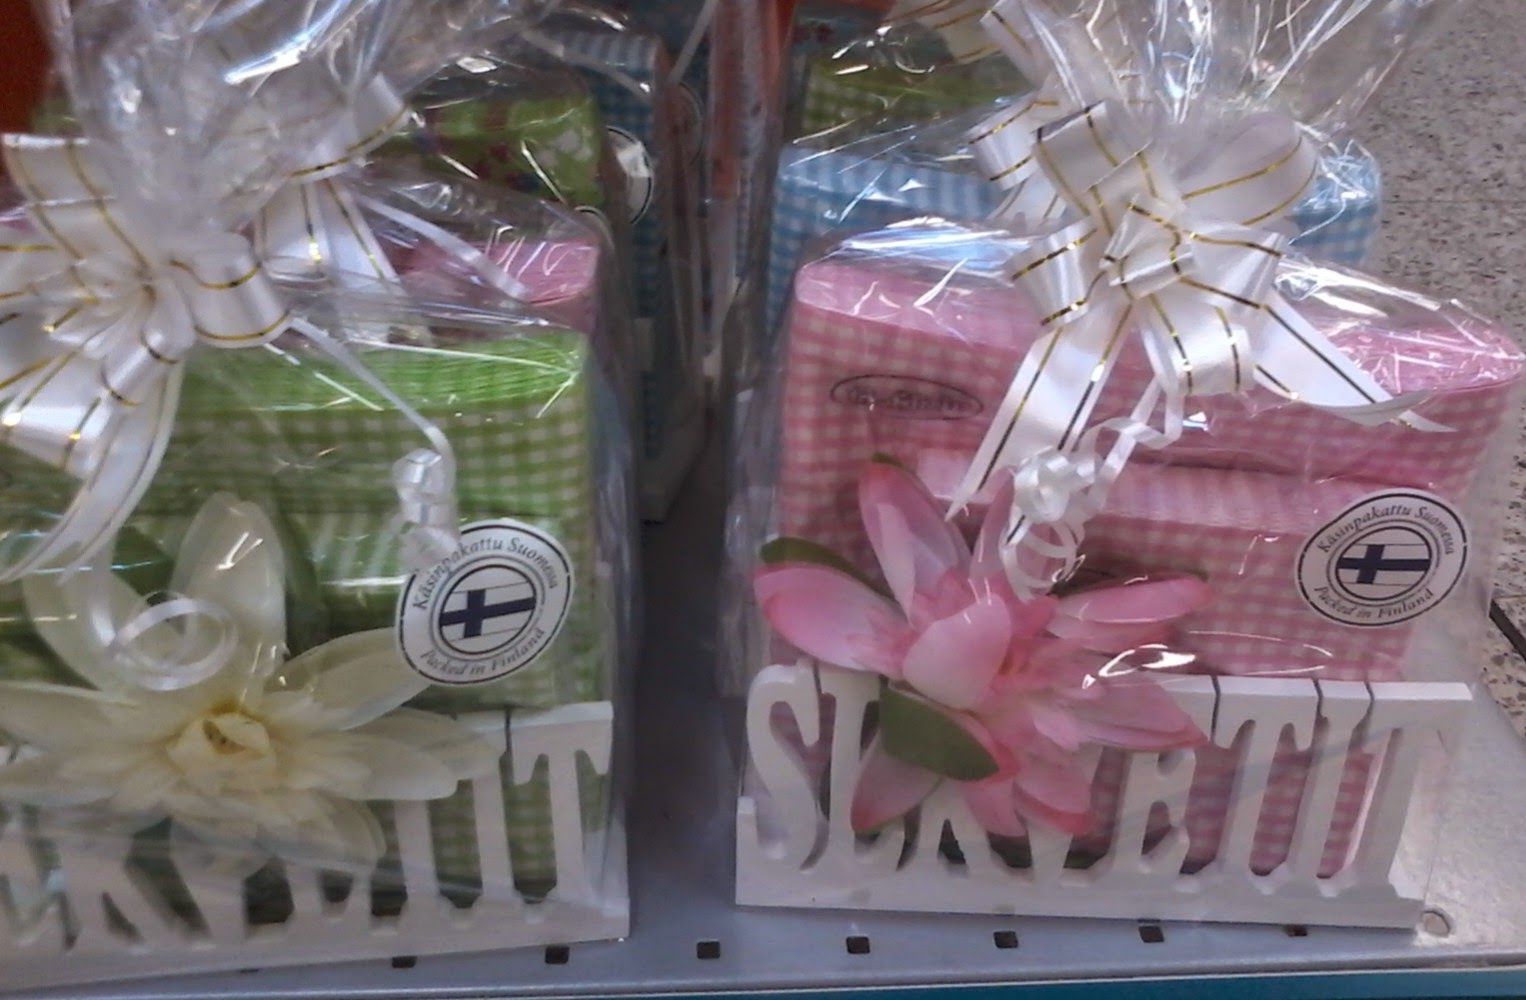 Käsinpakattu Suomessa
Packed in Finland
SERVETIT
Käsinpakattu Suomessa
Packed in Finland